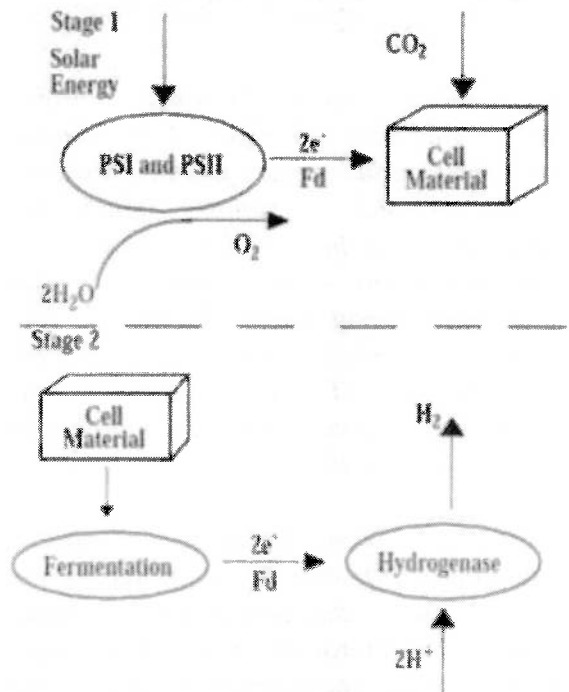 Stage 1
Solar
Energy
CO₂
PSI and PSII
2e⁻
Fd
Cell
Material
O₂
2H₂O
Stage 2
Cell
Material
H₂
Fermentation
2e⁻
Fd
Hydrogenase
2H⁺